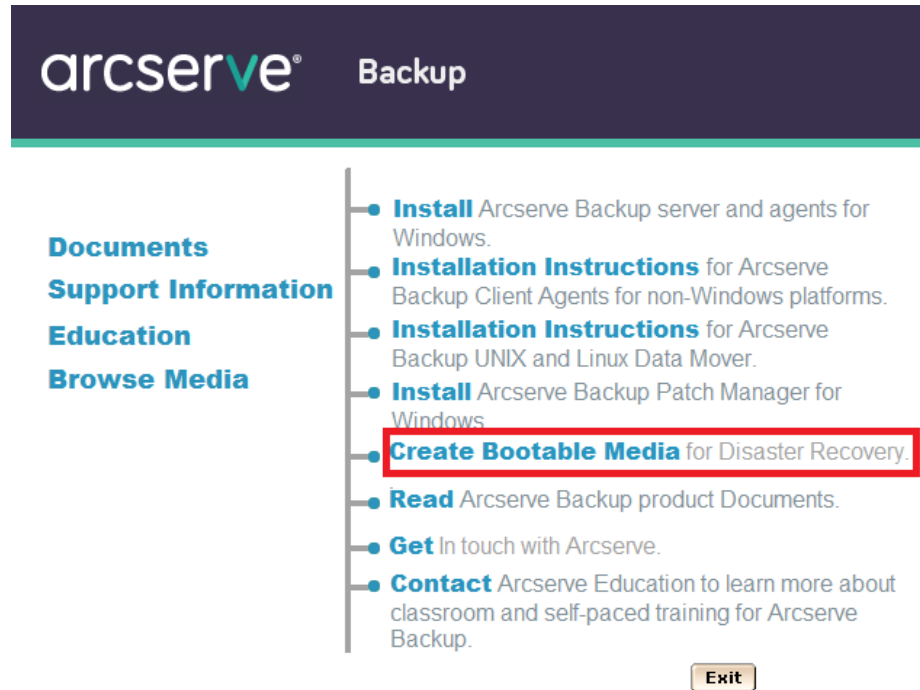 arcserve® Backup
Documents
Support Information
Education
Browse Media
Install Arcserve Backup server and agents for
Windows.
Installation Instructions for Arcserve
Backup Client Agents for non-Windows platforms.
Installation Instructions for Arcserve
Backup UNIX and Linux Data Mover.
Install Arcserve Backup Patch Manager for
Windows
Create Bootable Media for Disaster Recovery.
Read Arcserve Backup product Documents.
Get In touch with Arcserve.
Contact Arcserve Education to learn more about
classroom and self-paced training for Arcserve
Backup.
Exit